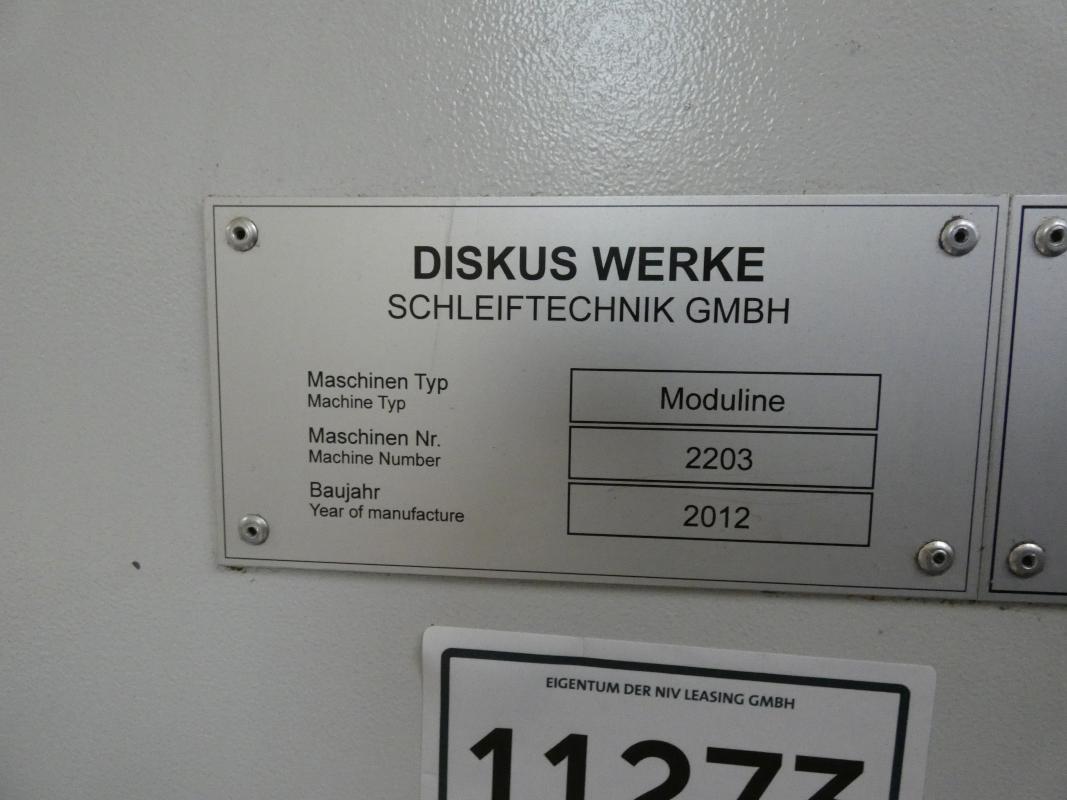 DISKUS WERKE
SCHLEIFTECHNIK GMBH
Maschinen Typ
Machine Typ
Moduline
Maschinen Nr.
Machine Number
2203
Baujahr
Year of manufacture
2012
EIGENTUM DER NIV LEASING GMBH
11273